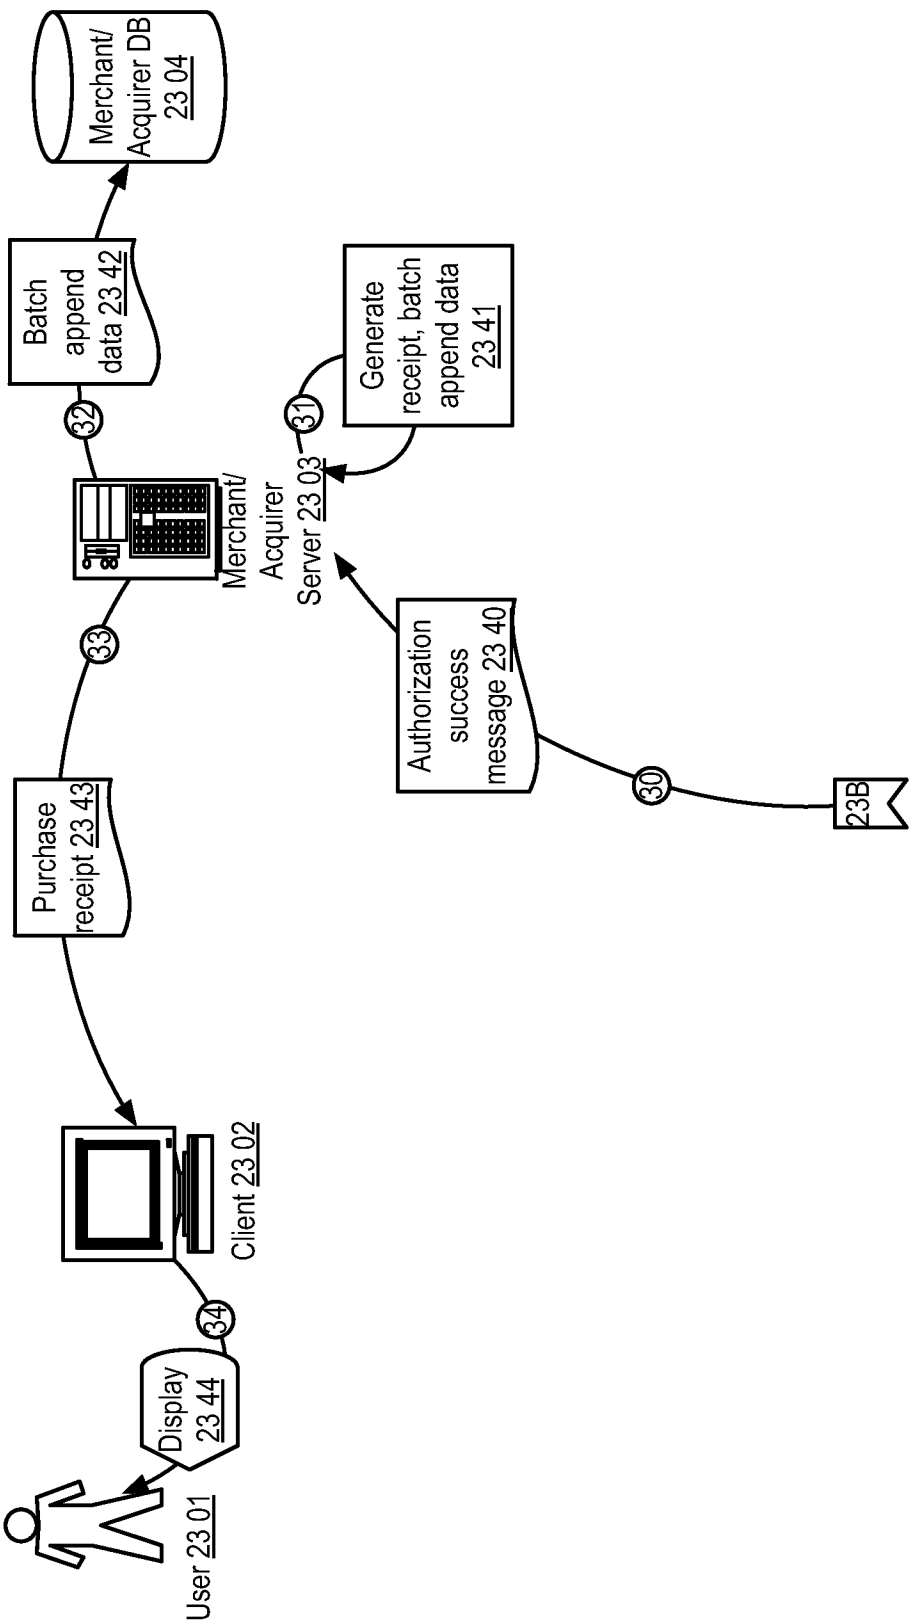 User 23 01
Display
23 44
34
Client 23 02
Purchase
receipt 23 43
33
Merchant/
Acquirer
Server 23 03
32
Batch
append
data 23 42
Merchant/
Acquirer DB
23 04
31
Generate
receipt, batch
append data
23 41
Authorization
success
message 23 40
30
23B